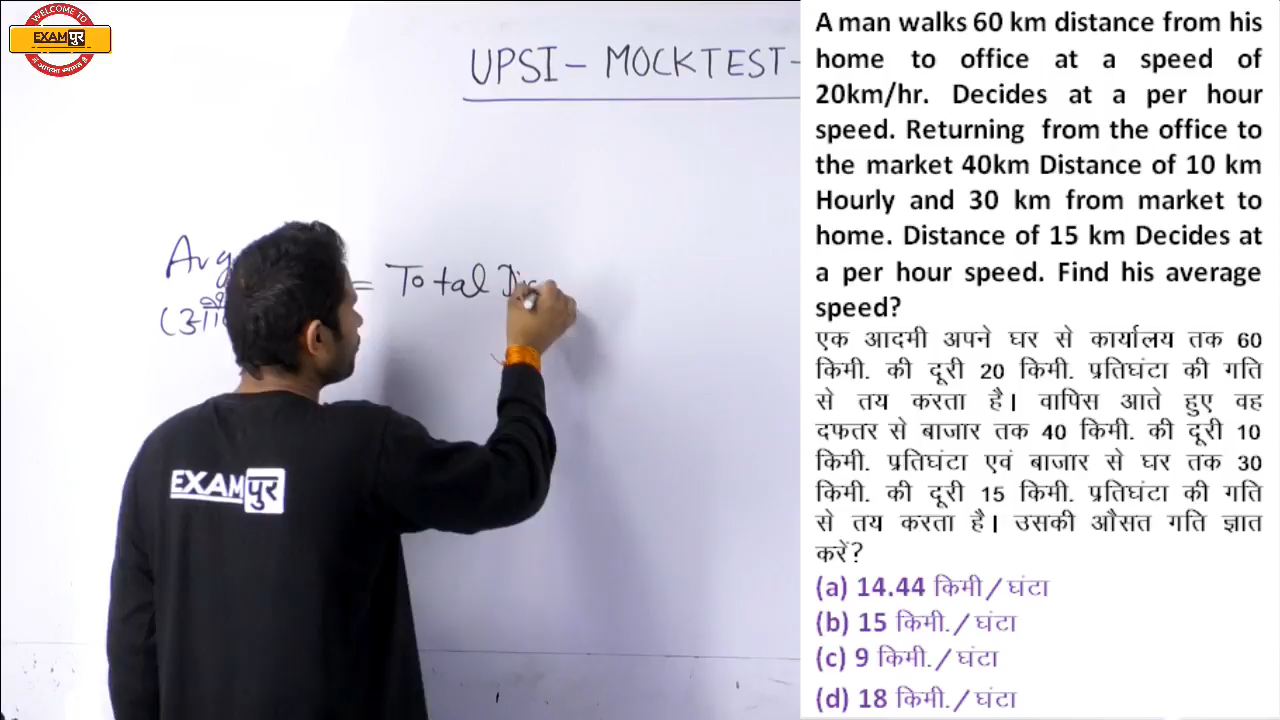 WELCOME TO
EXAMपुर
UPSI - MOCKTEST -
Avg
= Total Dis
EXAMपुर
A man walks 60 km distance from his
home to office at a speed of
20km/hr. Decides at a per hour
speed. Returning from the office to
the market 40km Distance of 10 km
Hourly and 30 km from market to
home. Distance of 15 km Decides at
a per hour speed. Find his average
speed?
एक आदमी अपने घर से कार्यालय तक 60
किमी. की दूरी 20 किमी. प्रतिघंटा की गति
से तय करता है। वापिस आते हुए वह
दफतर से बाजार तक 40 किमी. की दूरी 10
किमी. प्रतिघंटा एवं बाजार से घर तक 30
किमी. की दूरी 15 किमी. प्रतिघंटा की गति
से तय करता है। उसकी औसत गति ज्ञात
करें?
(a) 14.44 किमी/घंटा
(b) 15 किमी./घंटा
(c) 9 किमी./घंटा
(d) 18 किमी./घंटा